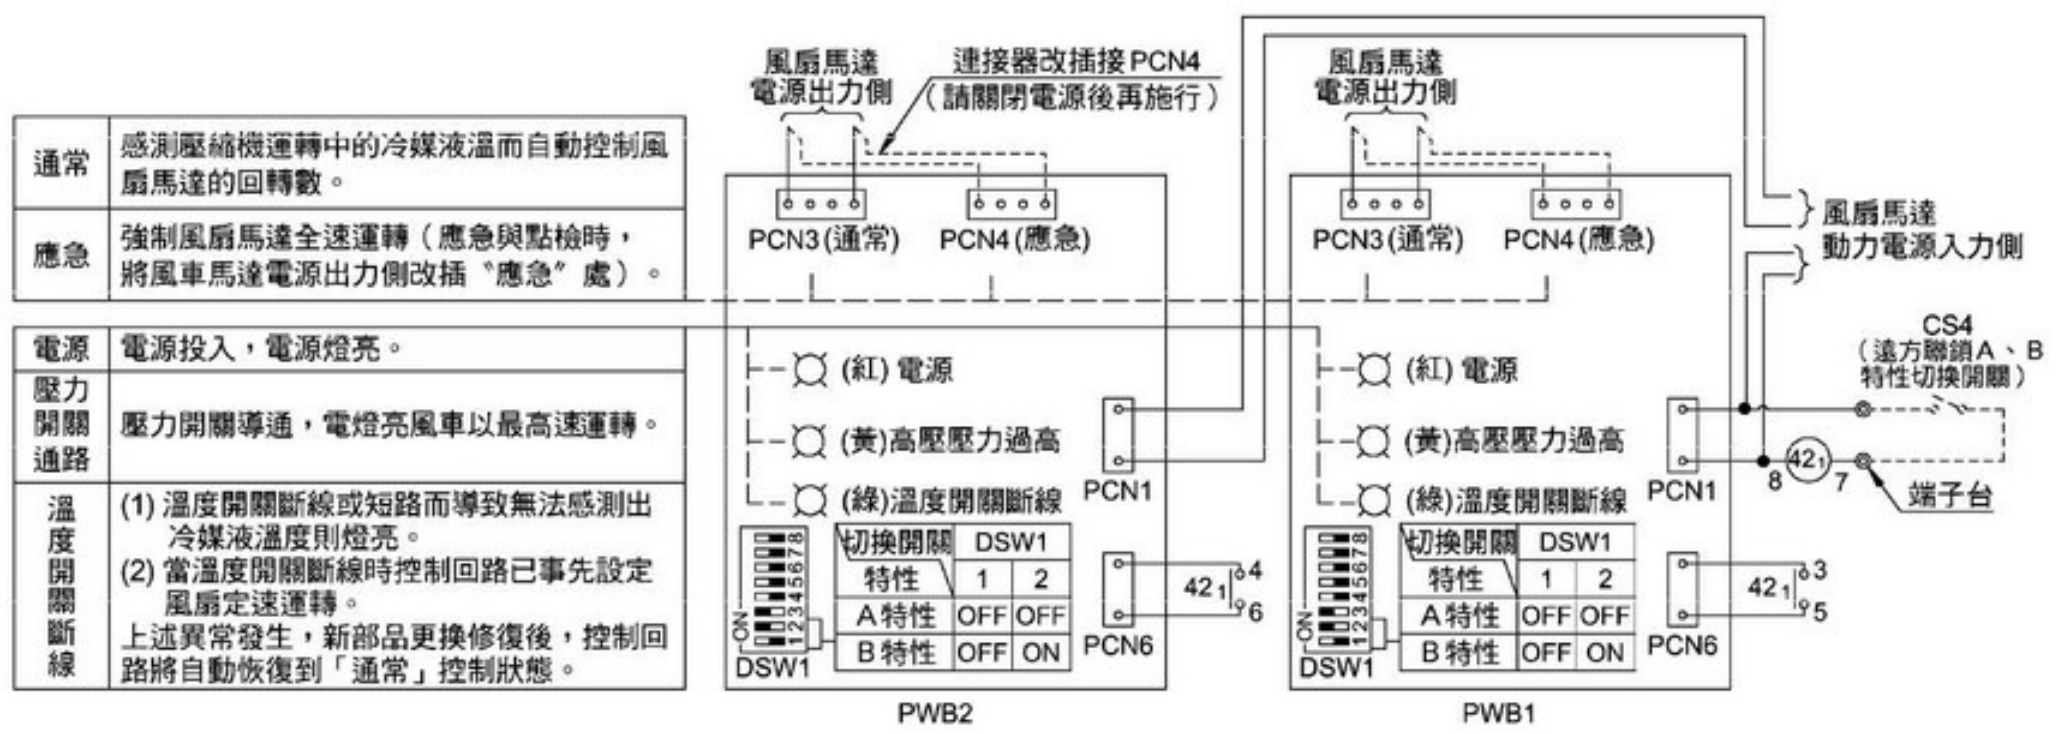 通常
感測壓縮機運轉中的冷媒液溫而自動控制風
扇馬達的回轉數。
應急
強制風扇馬達全速運轉（應急與點檢時，
將風車馬達電源出力側改插〝應急〞處）。
電源
電源投入，電源燈亮。
壓力
開關
通路
壓力開關導通，電燈亮風車以最高速運轉。
溫
度
開
關
斷
線
(1) 溫度開關斷線或短路而導致無法感測出
冷媒液溫度則燈亮。
(2) 當溫度開關斷線時控制回路已事先設定
風扇定速運轉。
上述異常發生，新部品更換修復後，控制回
路將自動恢復到「通常」控制狀態。
風扇馬達
電源出力側
連接器改插接PCN4
（請關閉電源後再施行）
PCN3(通常)
PCN4(應急)
(紅) 電源
(黃)高壓壓力過高
(綠)溫度開關斷線
PCN1
ON
12345678
DSW1
切換開關
DSW1
特性
1
2
A特性
OFF
OFF
B特性
OFF
ON
42₁
4
6
PCN6
PWB2
風扇馬達
電源出力側
PCN3(通常)
PCN4(應急)
(紅) 電源
(黃)高壓壓力過高
(綠)溫度開關斷線
PCN1
ON
12345678
DSW1
切換開關
DSW1
特性
1
2
A特性
OFF
OFF
B特性
OFF
ON
42₁
3
5
PCN6
PWB1
風扇馬達
動力電源入力側
CS4
（遠方聯鎖A、B
特性切換開關）
42₁
8
7
端子台